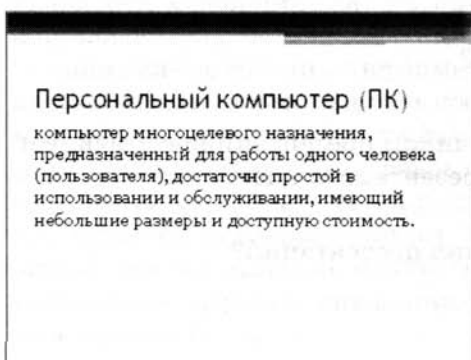 Персональный компьютер (ПК)
компьютер многоцелевого назначения,
предназначенный для работы одного человека
(пользователя), достаточно простой в
использовании и обслуживании, имеющий
небольшие размеры и доступную стоимость.